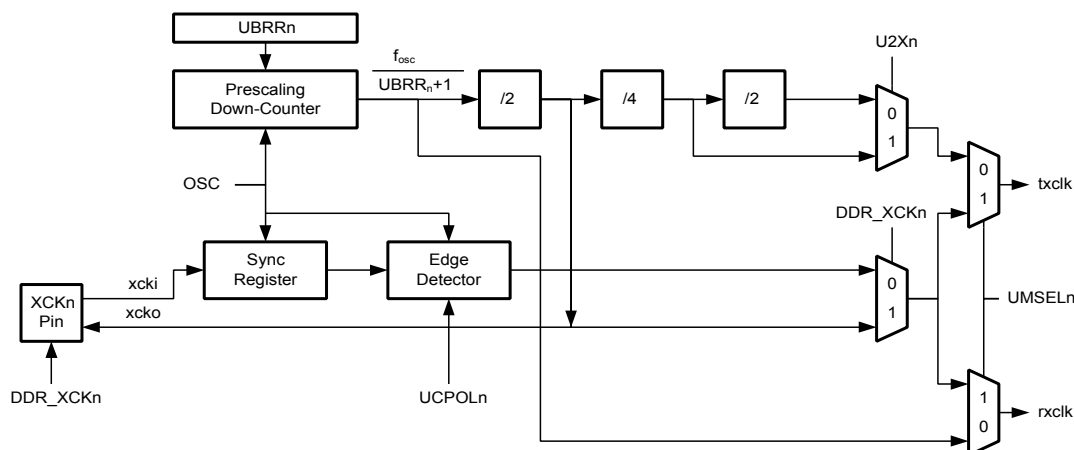 UBRRn
U2Xn
fosc
UBRRn+1
Prescaling
Down-Counter
/2
/4
/2
0
1
OSC
0
1
txclk
DDR_XCKn
Sync
Register
Edge
Detector
xcki
0
1
XCKn
Pin
xcko
UMSELn
DDR_XCKn
UCPOLn
1
0
rxclk